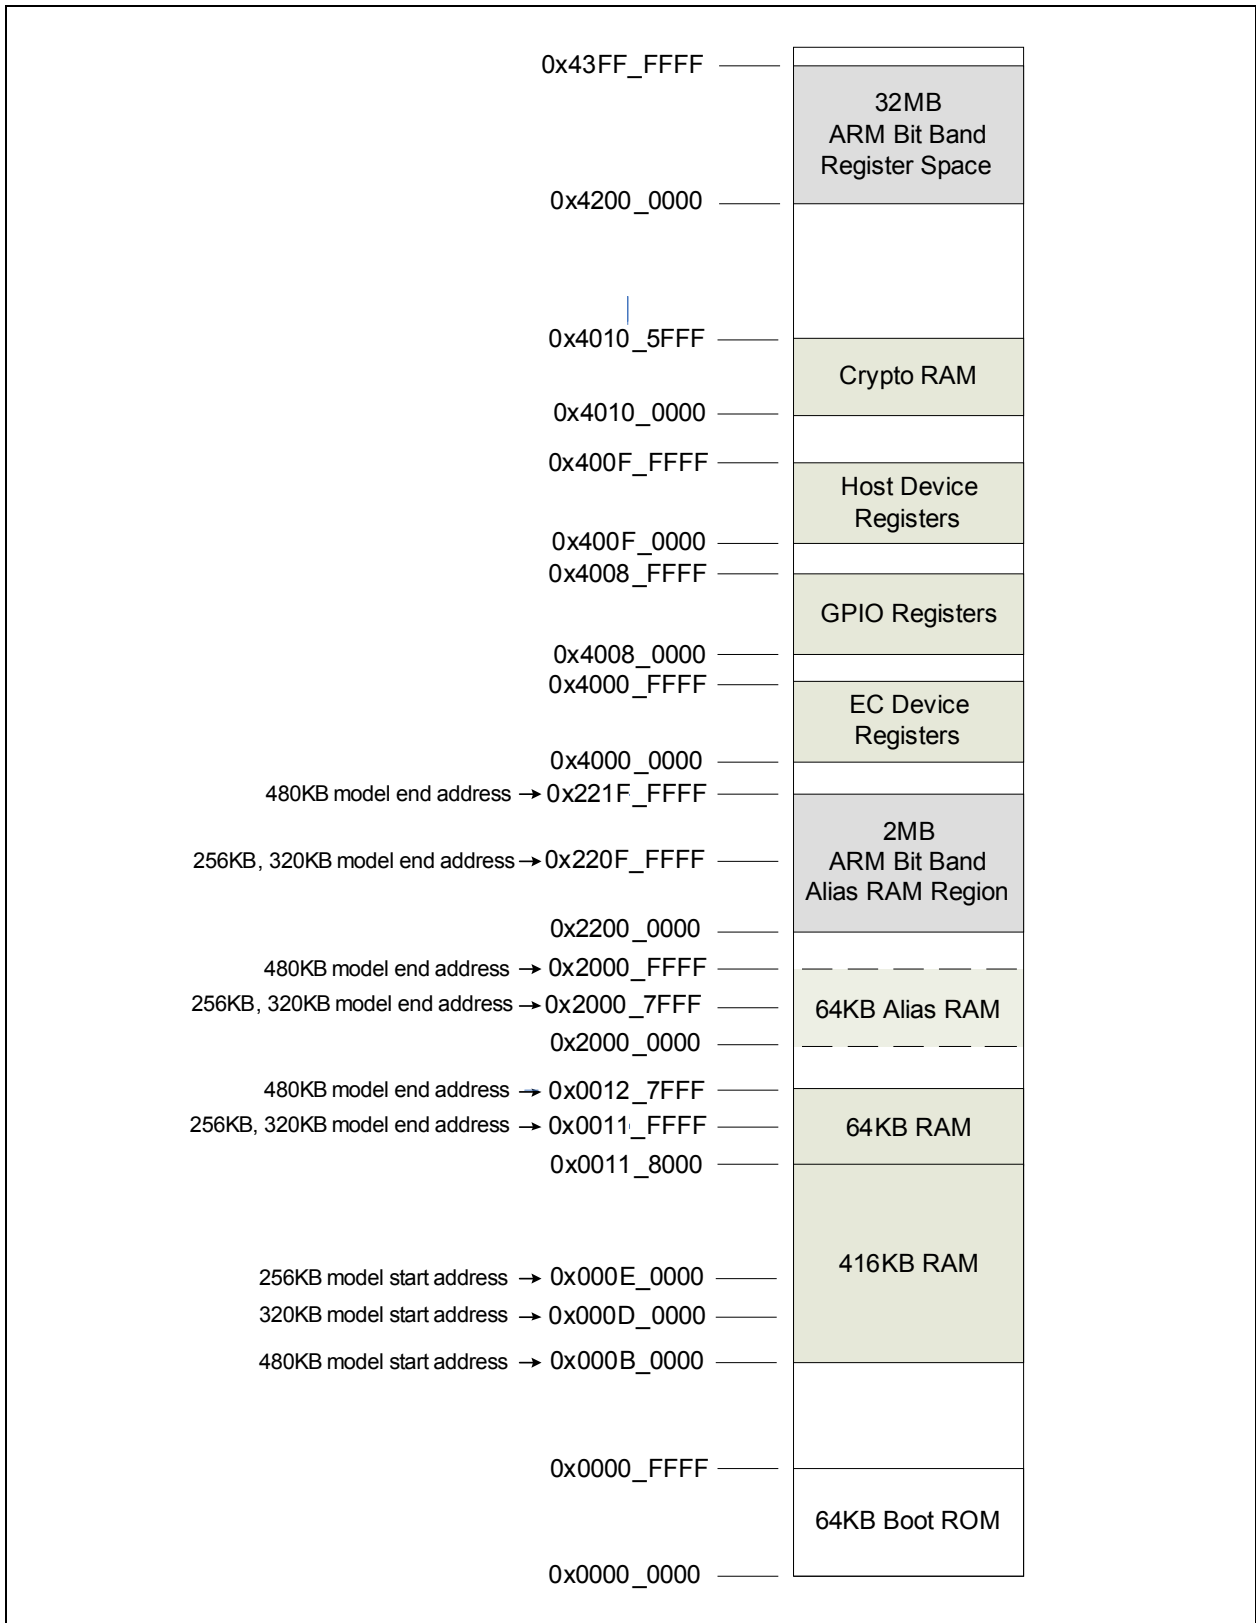 0x43FF_FFFF
32MB
ARM Bit Band
Register Space
0x4200_0000
0x4010_5FFF
Crypto RAM
0x4010_0000
0x400F_FFFF
Host Device
Registers
0x400F_0000
0x4008_FFFF
GPIO Registers
0x4008_0000
0x4000_FFFF
EC Device
Registers
0x4000_0000
480KB model end address → 0x221F_FFFF
2MB
ARM Bit Band
Alias RAM Region
256KB, 320KB model end address → 0x220F_FFFF
0x2200_0000
480KB model end address → 0x2000_FFFF
256KB, 320KB model end address → 0x2000_7FFF
64KB Alias RAM
0x2000_0000
480KB model end address → 0x0012_7FFF
256KB, 320KB model end address → 0x0011_FFFF
64KB RAM
0x0011_8000
416KB RAM
256KB model start address → 0x000E_0000
320KB model start address → 0x000D_0000
480KB model start address → 0x000B_0000
0x0000_FFFF
64KB Boot ROM
0x0000_0000